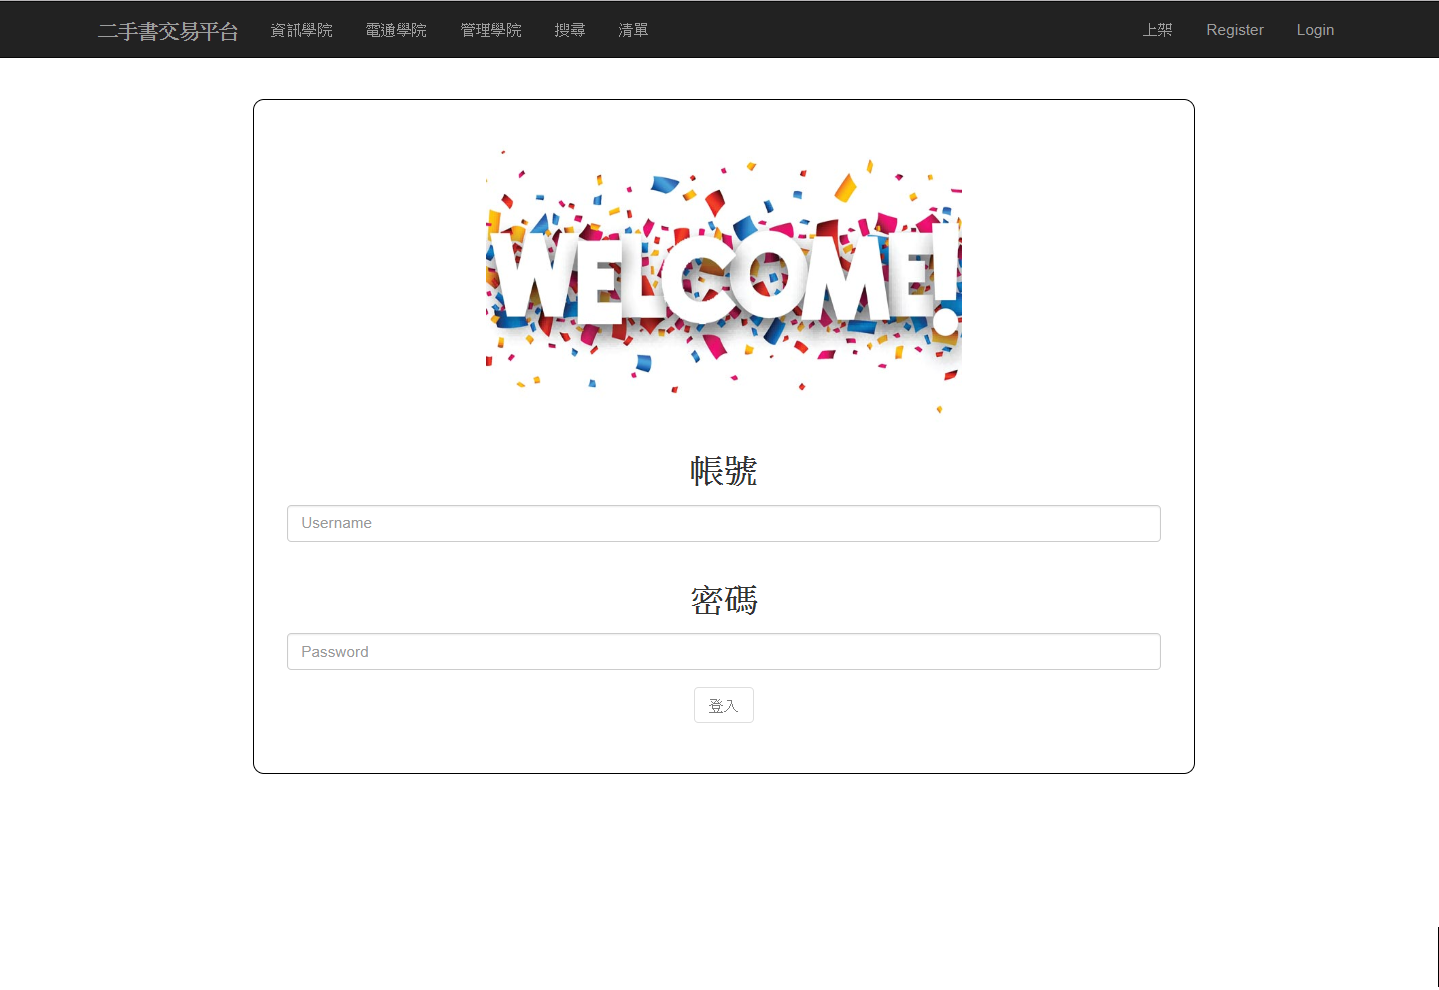 二手書交易平台 資訊學院 電通學院 管理學院 搜尋 清單 上架 Register Login
WELCOME!
帳號
Username
密碼
Password
登入